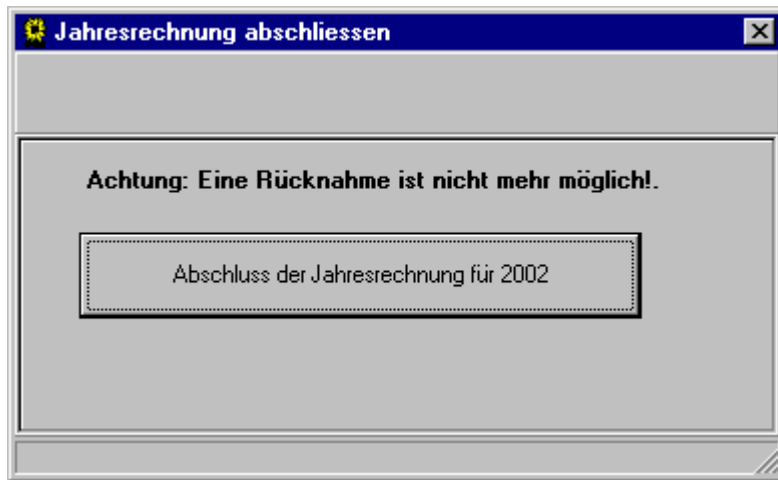 Jahresrechnung abschliessen
Achtung: Eine Rücknahme ist nicht mehr möglich!.
Abschluss der Jahresrechnung für 2002